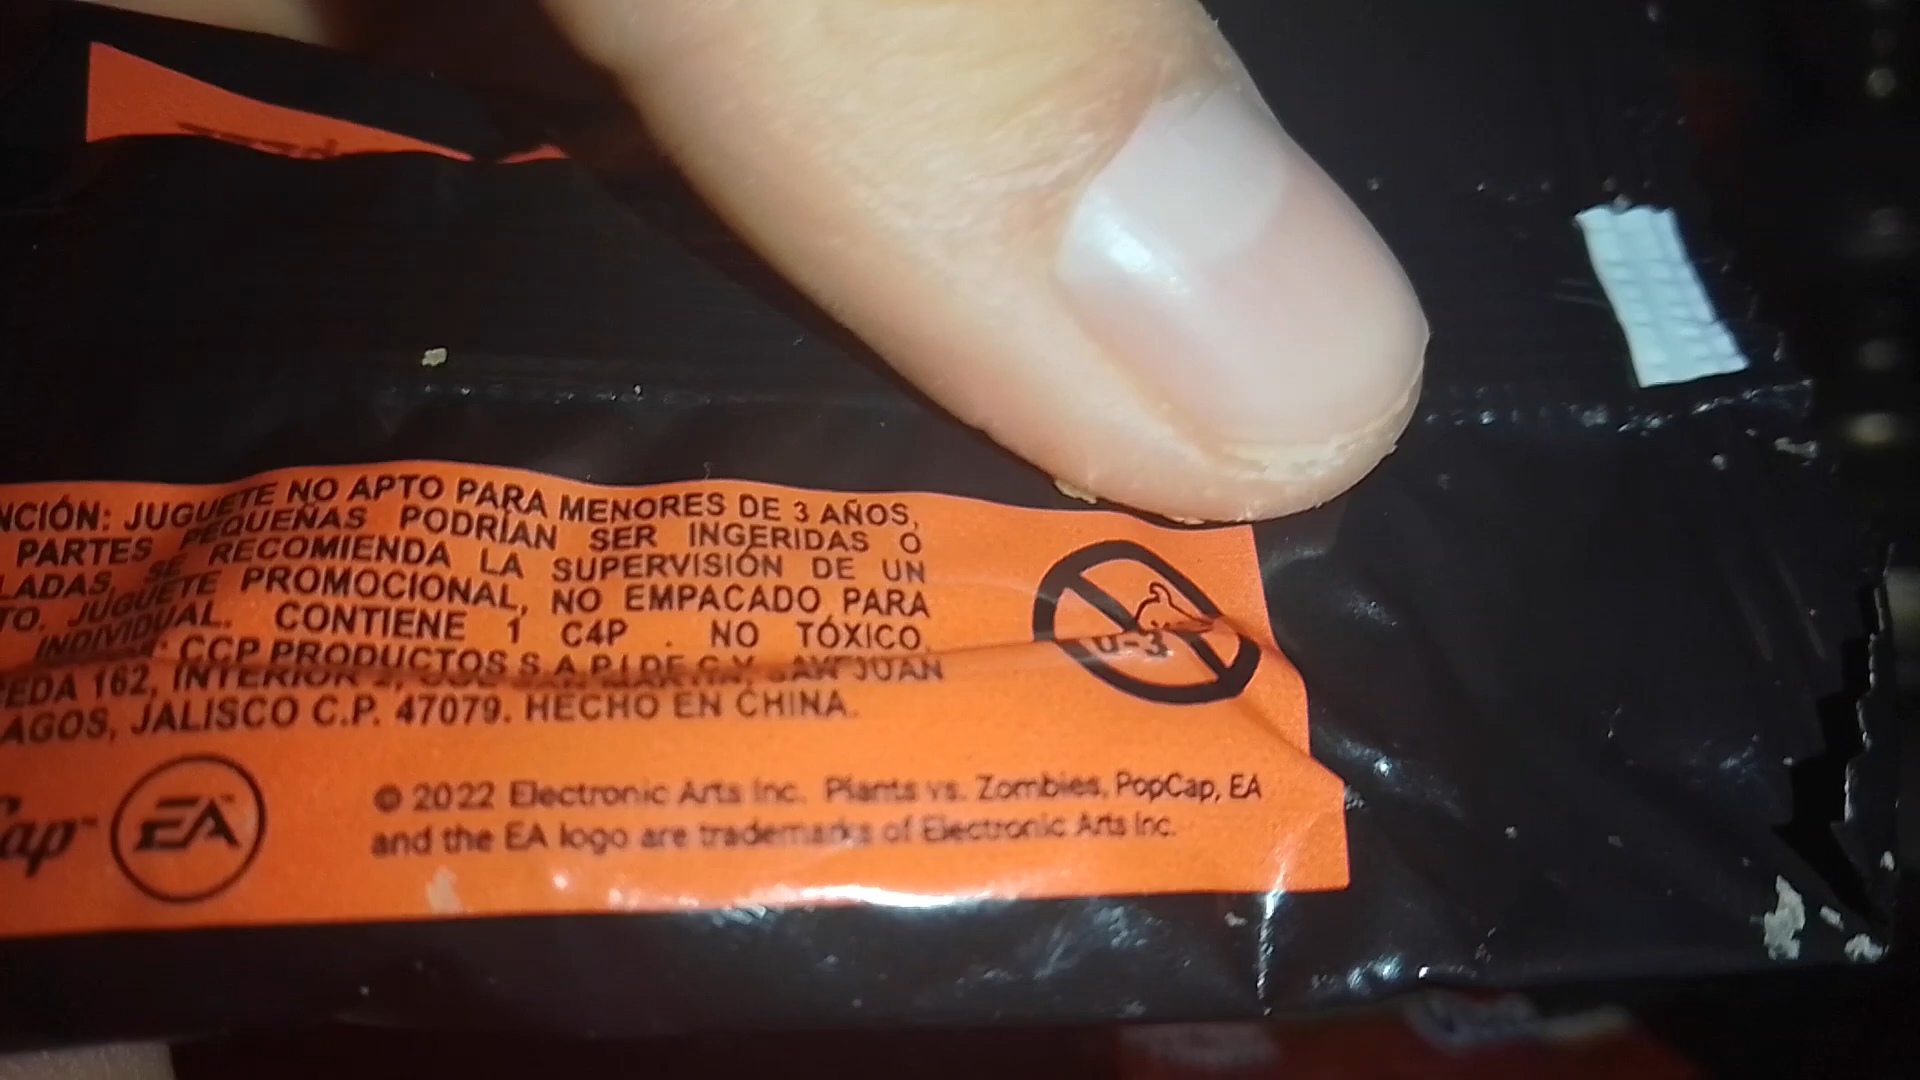 NCIÓN: JUGUETE NO APTO PARA MENORES DE 3 AÑOS,
PARTES PEQUEÑAS PODRÍAN SER INGERIDAS O
LADAS, SE RECOMIENDA LA SUPERVISIÓN DE UN
TO. JUGUETE PROMOCIONAL, NO EMPACADO PARA
INDIVIDUAL. CONTIENE 1 C4P . NO TÓXICO.
CCP PRODUCTOS S.A.P.I DE C.V. AV JUAN
EDA 162, INTERIOR
AGOS, JALISCO C.P. 47079. HECHO EN CHINA.
0-3
ap™
EA
© 2022 Electronic Arts Inc. Plants vs. Zombies, PopCap, EA
and the EA logo are trademarks of Electronic Arts Inc.